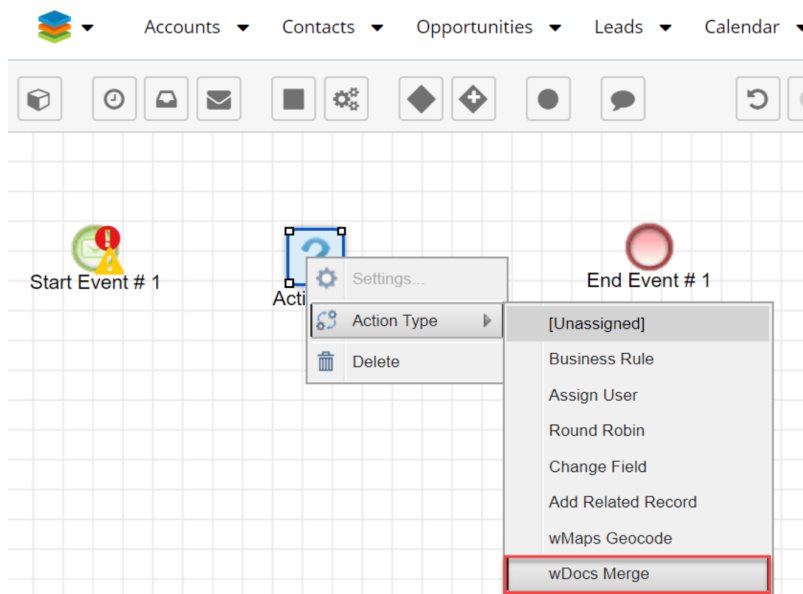 Accounts Contacts Opportunities Leads Calendar
Start Event # 1
Acti
End Event # 1
Settings...
Action Type
Delete
[Unassigned]
Business Rule
Assign User
Round Robin
Change Field
Add Related Record
wMaps Geocode
wDocs Merge